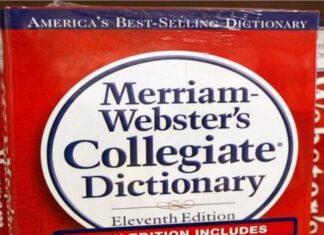 AMERICA'S BEST-SELLING DICTIONARY
Merriam-
Webster's
Collegiate®
Dictionary
Eleventh Edition
EDITION INCLUDES